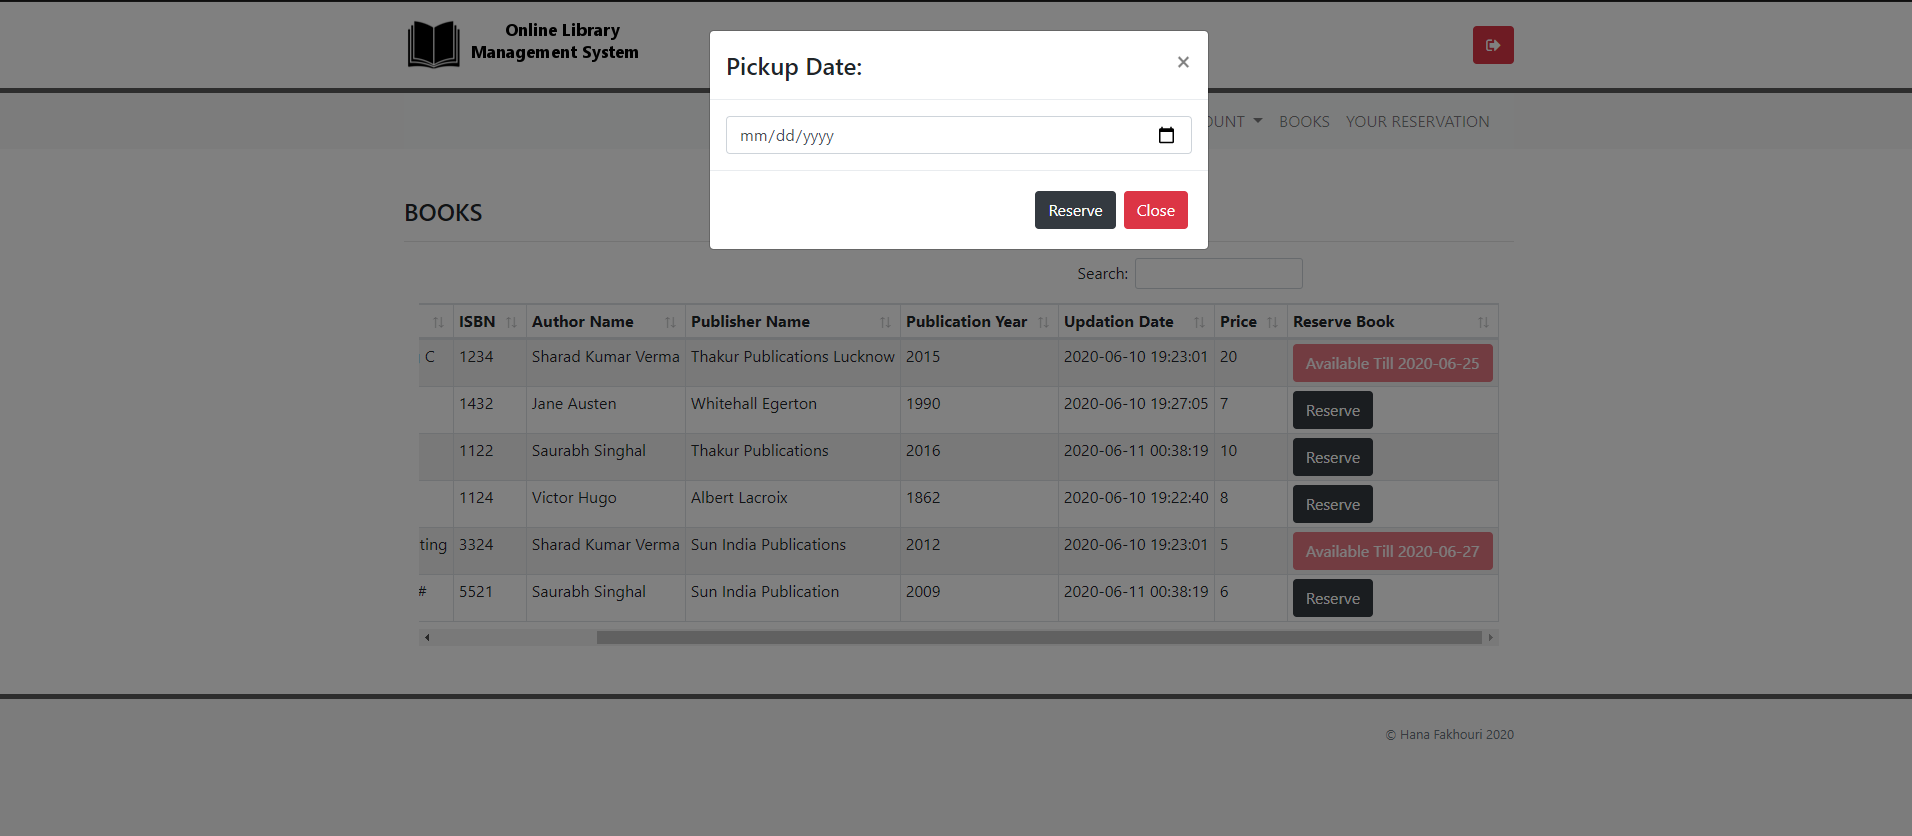 Online Library
Management System
Pickup Date:
×
mm/dd/yyyy
Reserve Close
OUNT BOOKS YOUR RESERVATION
BOOKS
Search:
ISBN Author Name Publisher Name Publication Year Updation Date Price Reserve Book
C 1234 Sharad Kumar Verma Thakur Publications Lucknow 2015 2020-06-10 19:23:01 20 Available Till 2020-06-25
1432 Jane Austen Whitehall Egerton 1990 2020-06-10 19:27:05 7 Reserve
1122 Saurabh Singhal Thakur Publications 2016 2020-06-11 00:38:19 10 Reserve
1124 Victor Hugo Albert Lacroix 1862 2020-06-10 19:22:40 8 Reserve
ting 3324 Sharad Kumar Verma Sun India Publications 2012 2020-06-10 19:23:01 5 Available Till 2020-06-27
# 5521 Saurabh Singhal Sun India Publication 2009 2020-06-11 00:38:19 6 Reserve
© Hana Fakhouri 2020